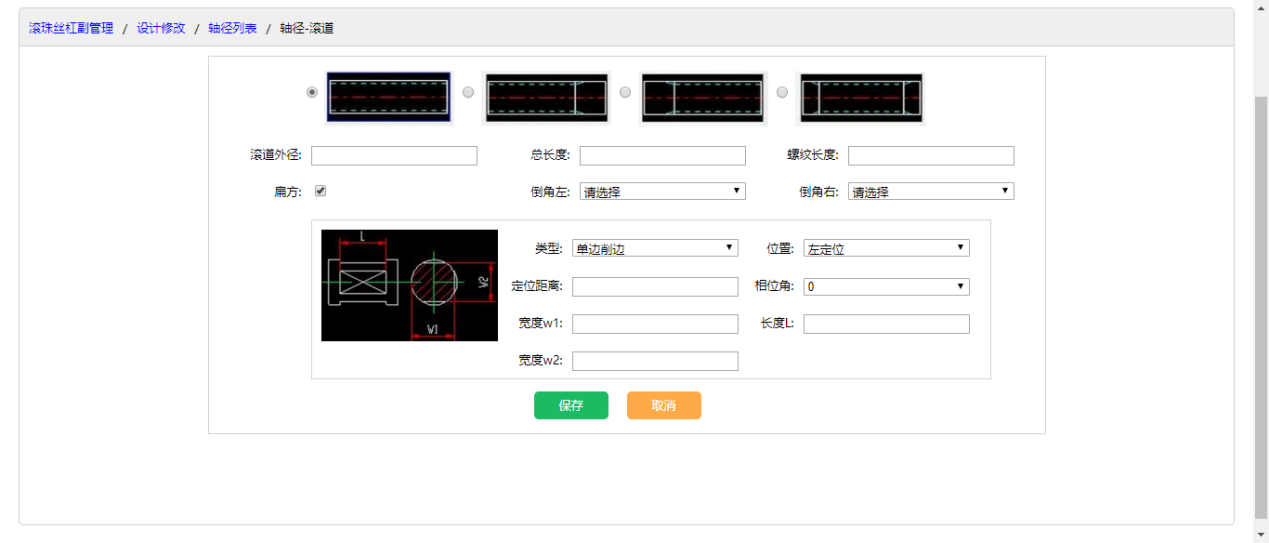 滚珠丝杠副管理 / 设计修改 / 轴径列表 / 轴径-滚道
滚道外径: 总长度: 螺纹长度:
扁方: 倒角左: 请选择 倒角右: 请选择
L
W2
W1
类型: 单边削边 位置: 左定位
定位距离: 相位角: 0
宽度w1: 长度L:
宽度w2:
保存 取消